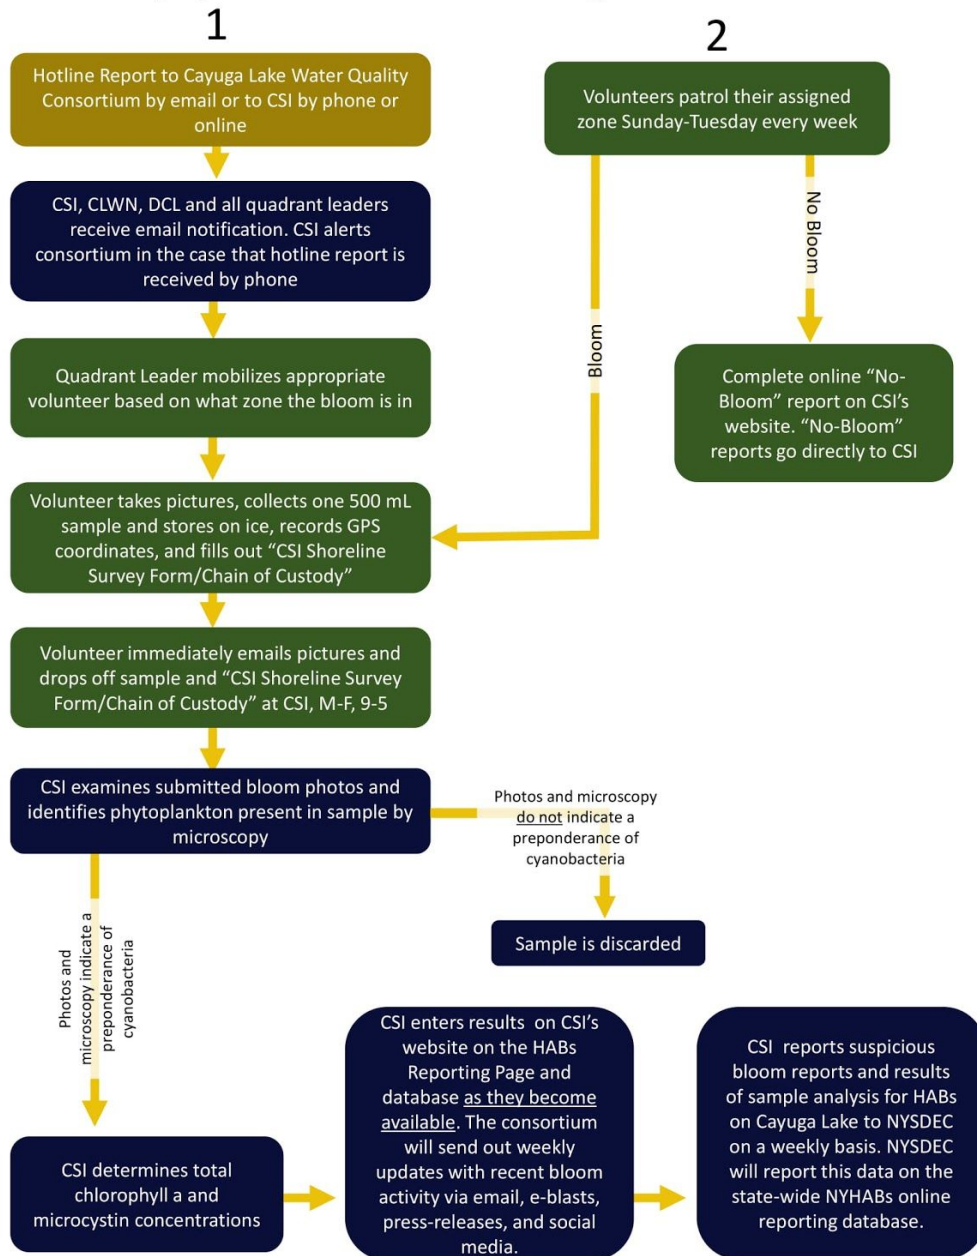 1
2
Hotline Report to Cayuga Lake Water Quality
Consortium by email or to CSI by phone or
online
Volunteers patrol their assigned
zone Sunday-Tuesday every week
CSI, CLWN, DCL and all quadrant leaders
receive email notification. CSI alerts
consortium in the case that hotline report is
received by phone
No Bloom
Bloom
Quadrant Leader mobilizes appropriate
volunteer based on what zone the bloom is in
Complete online “No-
Bloom” report on CSI’s
website. “No-Bloom”
reports go directly to CSI
Volunteer takes pictures, collects one 500 mL
sample and stores on ice, records GPS
coordinates, and fills out “CSI Shoreline
Survey Form/Chain of Custody”
Volunteer immediately emails pictures and
drops off sample and “CSI Shoreline Survey
Form/Chain of Custody” at CSI, M-F, 9-5
CSI examines submitted bloom photos and
identifies phytoplankton present in sample by
microscopy
Photos and microscopy
do not indicate a
preponderance of
cyanobacteria
Sample is discarded
Photos and
microscopy indicate a
preponderance of
cyanobacteria
CSI determines total
chlorophyll a and
microcystin concentrations
CSI enters results on CSI’s
website on the HABs
Reporting Page and
database as they become
available. The consortium
will send out weekly
updates with recent bloom
activity via email, e-blasts,
press-releases, and social
media.
CSI reports suspicious
bloom reports and results
of sample analysis for HABs
on Cayuga Lake to NYSDEC
on a weekly basis. NYSDEC
will report this data on the
state-wide NYHABs online
reporting database.